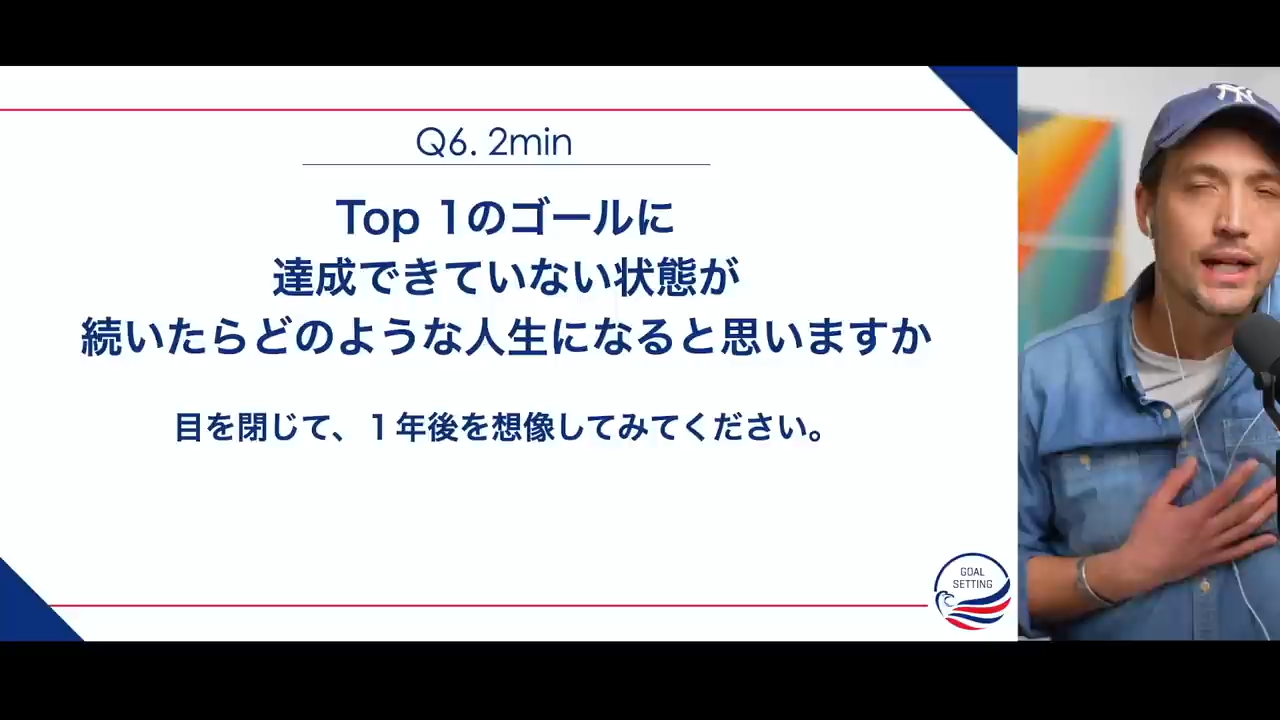 Q6. 2min
Top 1のゴールに
達成できていない状態が
続いたらどのような人生になると思いますか
目を閉じて、１年後を想像してみてください。
GOAL
SETTING
NY